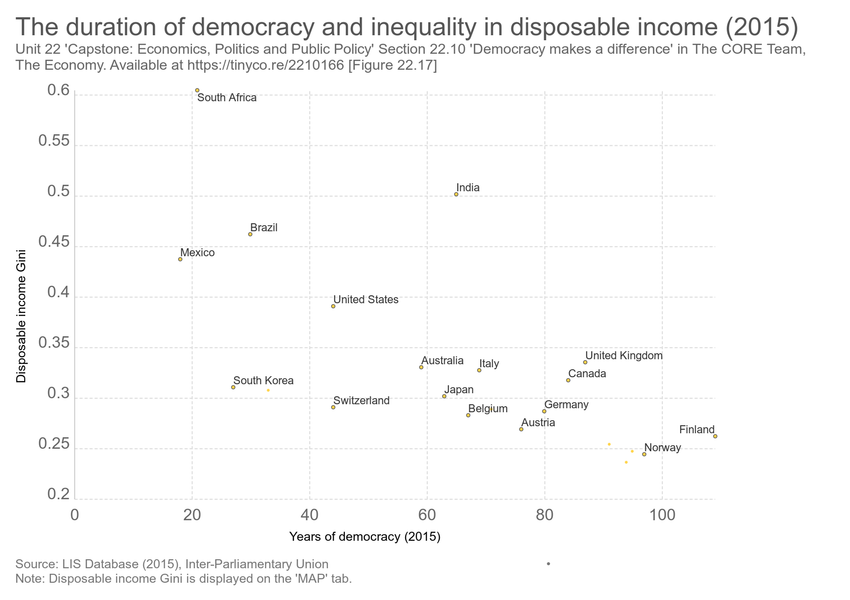 The duration of democracy and inequality in disposable income (2015)
Unit 22 'Capstone: Economics, Politics and Public Policy' Section 22.10 'Democracy makes a difference' in The CORE Team,
The Economy. Available at https://tinyco.re/2210166 [Figure 22.17]
0.6
South Africa
0.55
India
0.5
Brazil
0.45
Mexico
0.4
United States
0.35
United Kingdom
Australia
Italy
Canada
South Korea
0.3
Japan
Switzerland
Germany
Belgium
Austria
Finland
0.25
Norway
0.2
Disposable income Gini
0 20 40 60 80 100
Years of democracy (2015)
Source: LIS Database (2015), Inter-Parliamentary Union
Note: Disposable income Gini is displayed on the 'MAP' tab.